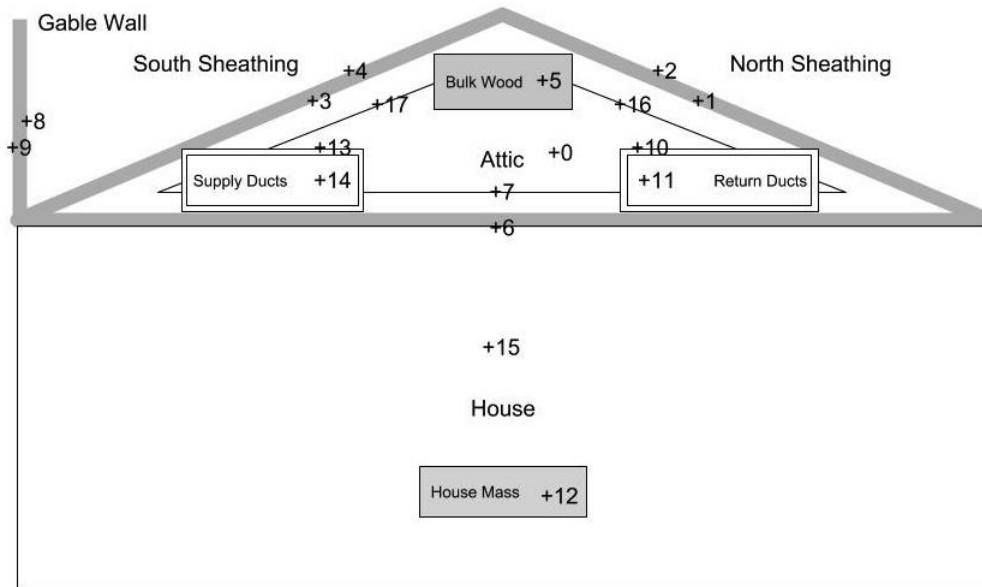 Gable Wall
South Sheathing
North Sheathing
+4
+2
Bulk Wood +5
+3
+17
+16
+1
+8
+9
+13
Attic +0
+10
Supply Ducts +14
+11 Return Ducts
+7
+6
+15
House
House Mass +12